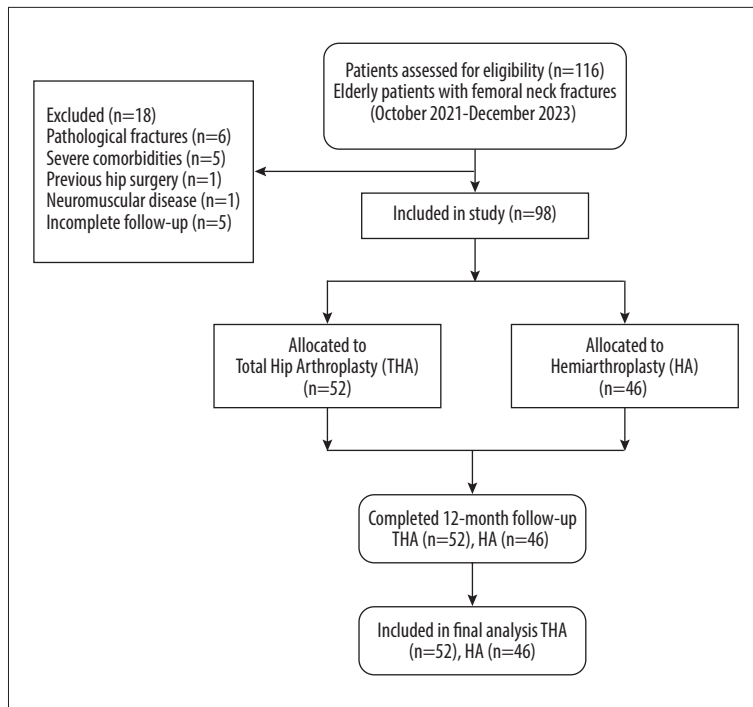 Patients assessed for eligibility (n=116)
Elderly patients with femoral neck fractures
(October 2021-December 2023)
Excluded (n=18)
Pathological fractures (n=6)
Severe comorbidities (n=5)
Previous hip surgery (n=1)
Neuromuscular disease (n=1)
Incomplete follow-up (n=5)
Included in study (n=98)
Allocated to
Total Hip Arthroplasty (THA)
(n=52)
Allocated to
Hemiarthroplasty (HA)
(n=46)
Completed 12-month follow-up
THA (n=52), HA (n=46)
Included in final analysis THA
(n=52), HA (n=46)